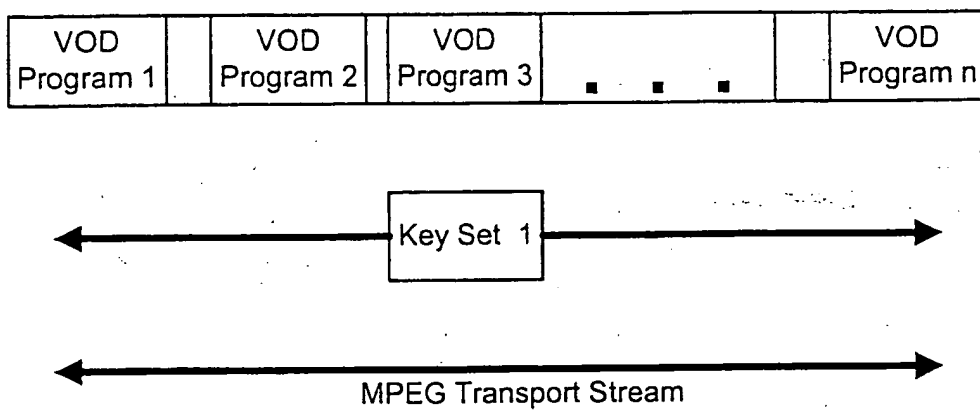 VOD Program 1
VOD Program 2
VOD Program 3
VOD Program n
Key Set 1
MPEG Transport Stream